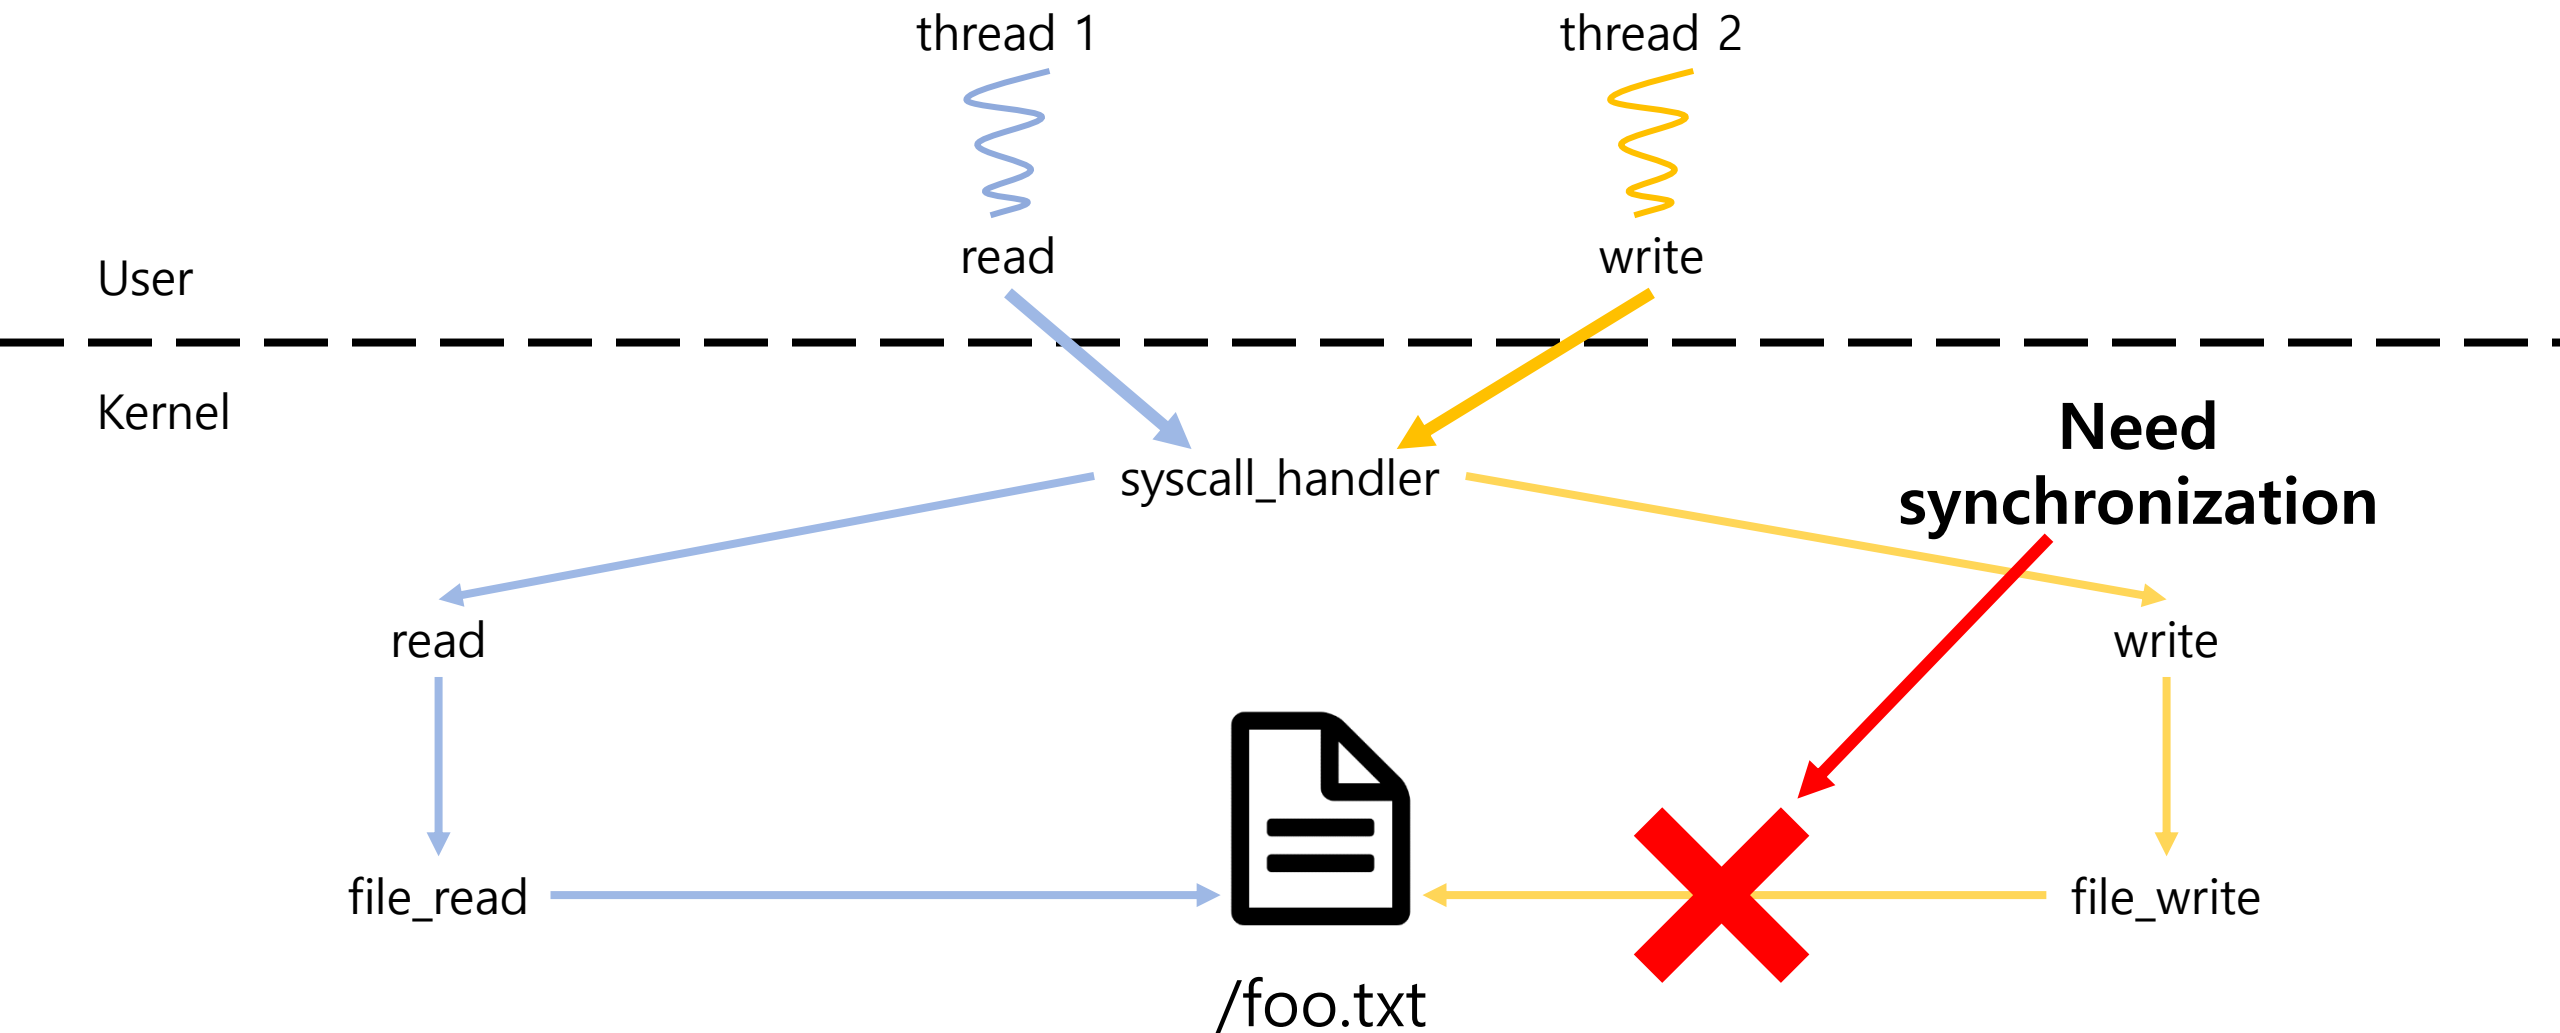 thread 1
thread 2
read
write
User
Kernel
Need
synchronization
syscall_handler
read
write
file_read
file_write
/foo.txt